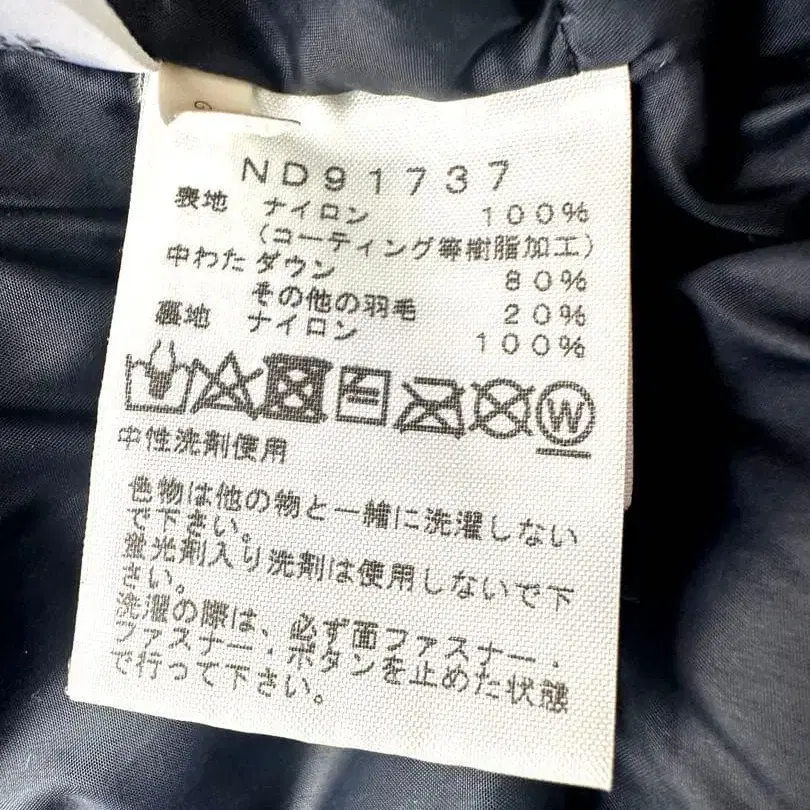 ND91737
表地 ナイロン 100%
(コーティング等樹脂加工)
中わた ダウン 80%
その他の羽毛 20%
裏地 ナイロン 100%
W
中性洗剤使用
色物は他の物と一緒に洗濯しない
で下さい。
蛍光剤入り洗剤は使用しないで下
さい。
洗濯の際は、必ず面ファスナー・
ファスナー・ボタンを止めた状態
で行って下さい。